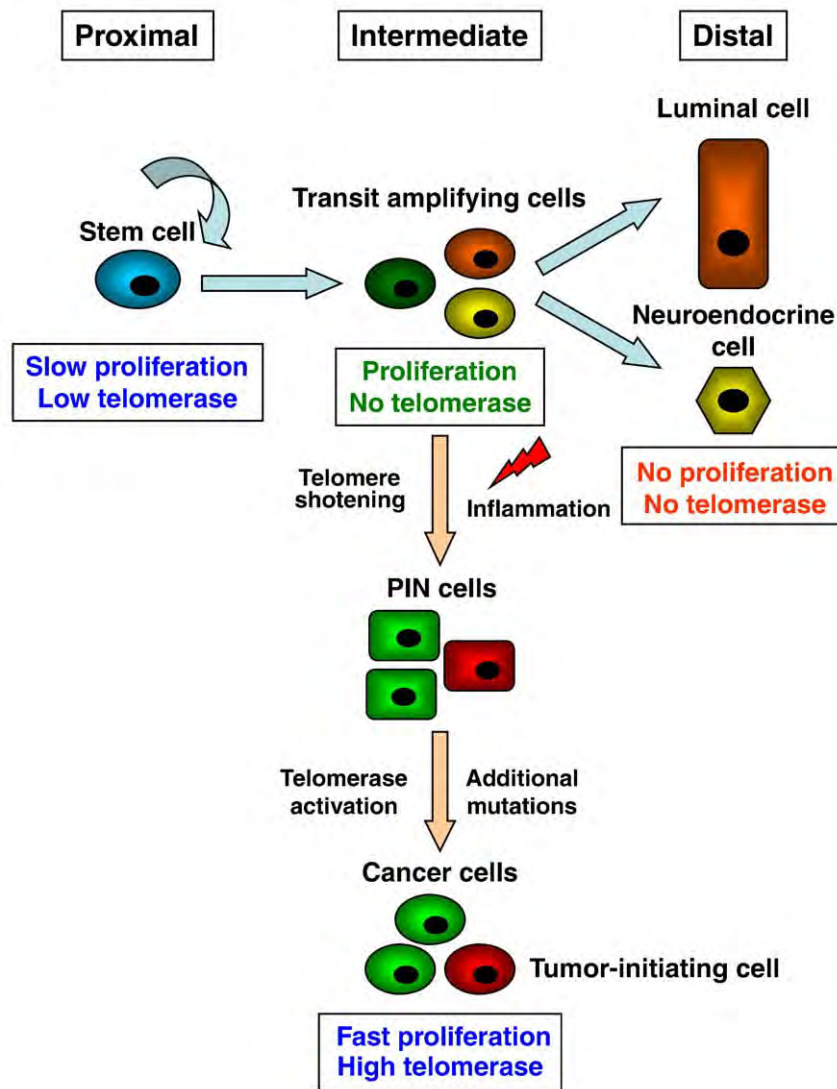 Proximal
Intermediate
Distal
Luminal cell
Transit amplifying cells
Stem cell
Neuroendocrine
cell
Slow proliferation
Low telomerase
Proliferation
No telomerase
No proliferation
No telomerase
Telomere
shotening
Inflammation
PIN cells
Telomerase
activation
Additional
mutations
Cancer cells
Tumor-initiating cell
Fast proliferation
High telomerase